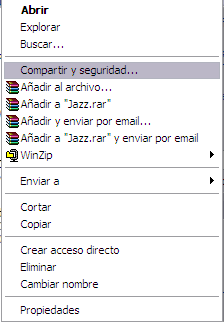 Abrir
Explorar
Buscar...
Compartir y seguridad...
Añadir al archivo...
Añadir a "Jazz.rar"
Añadir y enviar por email...
Añadir a "Jazz.rar" y enviar por email
WinZip
Enviar a
Cortar
Copiar
Crear acceso directo
Eliminar
Cambiar nombre
Propiedades